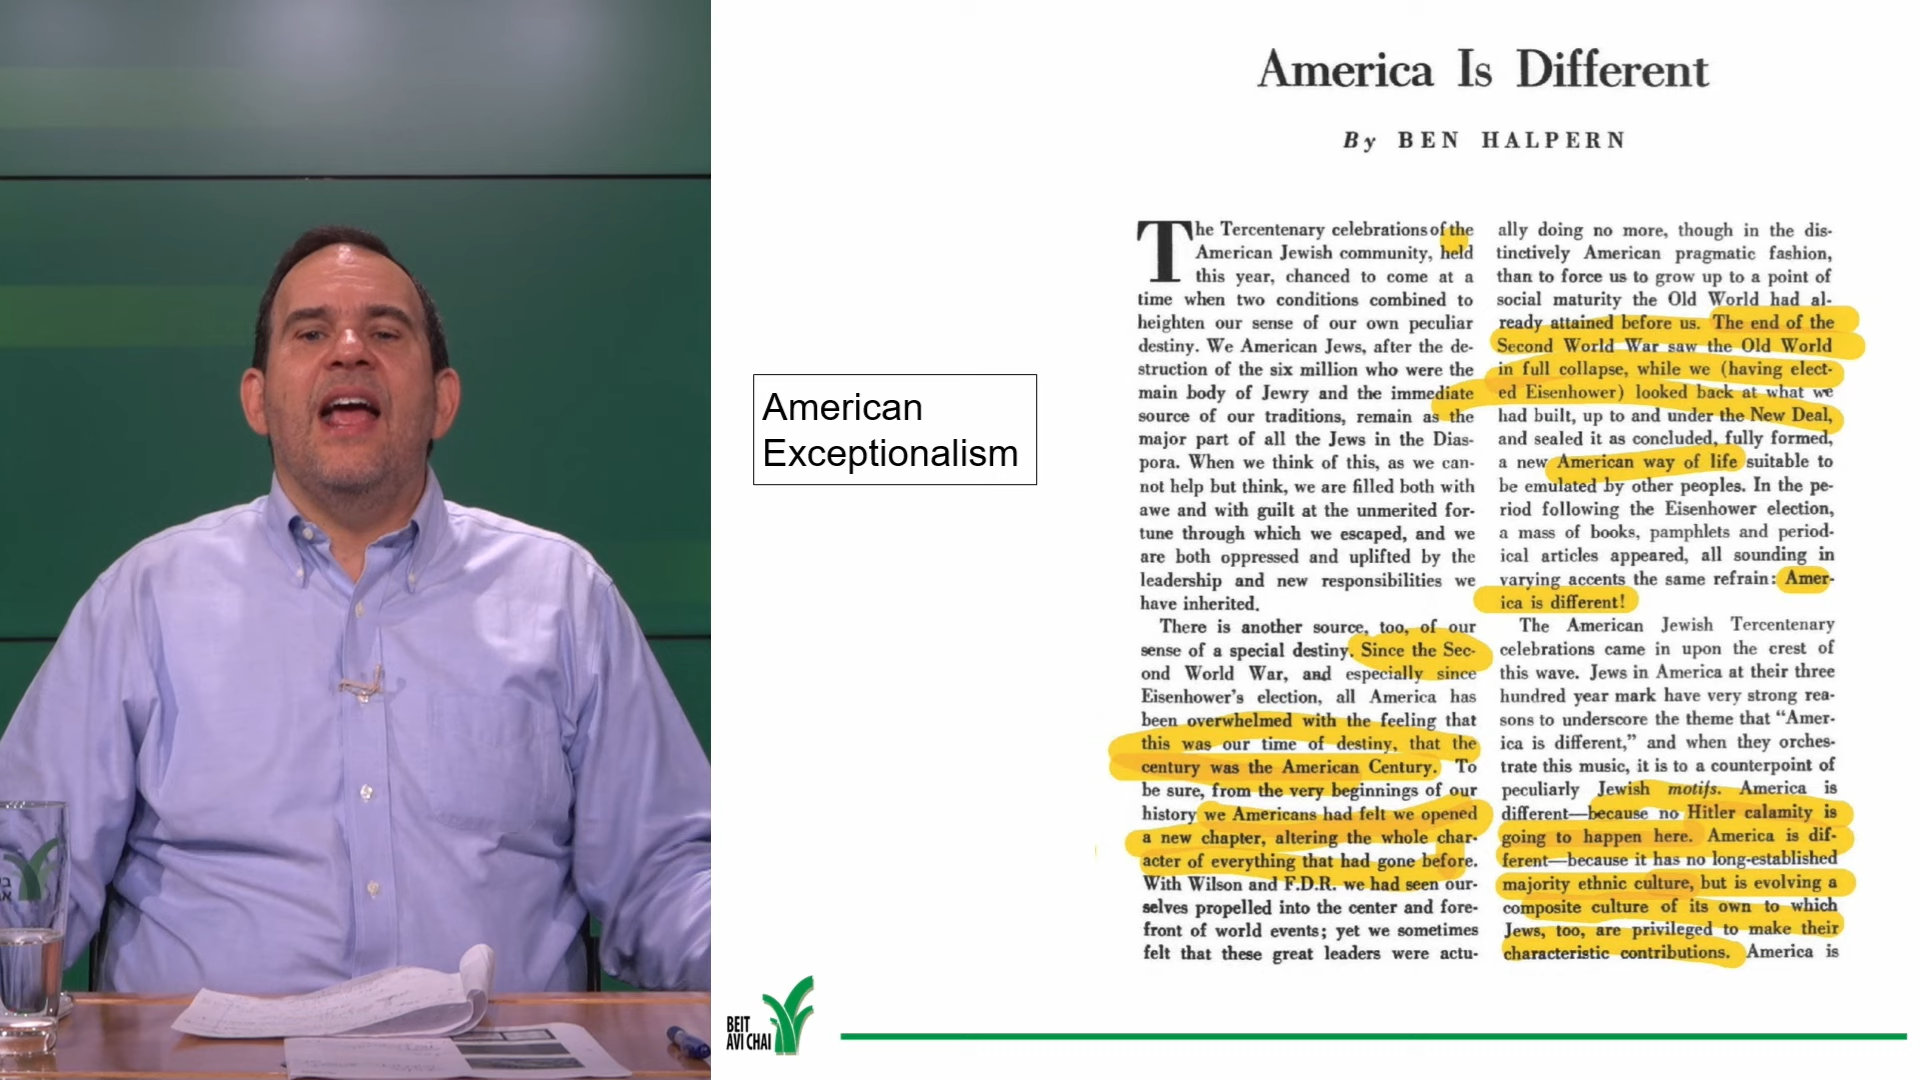 American
Exceptionalism
America Is Different
By BEN HALPERN
The Tercentenary celebrations of the
American Jewish community, held
this year, chanced to come at a
time when two conditions combined to
heighten our sense of our own peculiar
destiny. We American Jews, after the de-
struction of the six million who were the
main body of Jewry and the immediate
source of our traditions, remain as the
major part of all the Jews in the Dias-
pora. When we think of this, as we can-
not help but think, we are filled both with
awe and with guilt at the unmerited for-
tune through which we escaped, and we
are both oppressed and uplifted by the
leadership and new responsibilities we
have inherited.
There is another source, too, of our
sense of a special destiny. Since the Sec-
ond World War, and especially since
Eisenhower's election, all America has
been overwhelmed with the feeling that
this was our time of destiny, that the
century was the American Century. To
be sure, from the very beginnings of our
history we Americans had felt we opened
a new chapter, altering the whole char-
acter of everything that had gone before.
With Wilson and F.D.R. we had seen our-
selves propelled into the center and fore-
front of world events; yet we sometimes
felt that these great leaders were actu-
ally doing no more, though in the dis-
tinctively American pragmatic fashion,
than to force us to grow up to a point of
social maturity the Old World had al-
ready attained before us. The end of the
Second World War saw the Old World
in full collapse, while we (having elect-
ed Eisenhower) looked back at what we
had built, up to and under the New Deal,
and sealed it as concluded, fully formed,
a new American way of life suitable to
be emulated by other peoples. In the pe-
riod following the Eisenhower election,
a mass of books, pamphlets and period-
ical articles appeared, all sounding in
varying accents the same refrain: Amer-
ica is different!
The American Jewish Tercentenary
celebrations came in upon the crest of
this wave. Jews in America at their three
hundred year mark have very strong rea-
sons to underscore the theme that “Amer-
ica is different,” and when they orches-
trate this music, it is to a counterpoint of
peculiarly Jewish motifs. America is
different—because no Hitler calamity is
going to happen here. America is dif-
ferent—because it has no long-established
majority ethnic culture, but is evolving a
composite culture of its own to which
Jews, too, are privileged to make their
characteristic contributions. America is
BEIT
AVI CHAI